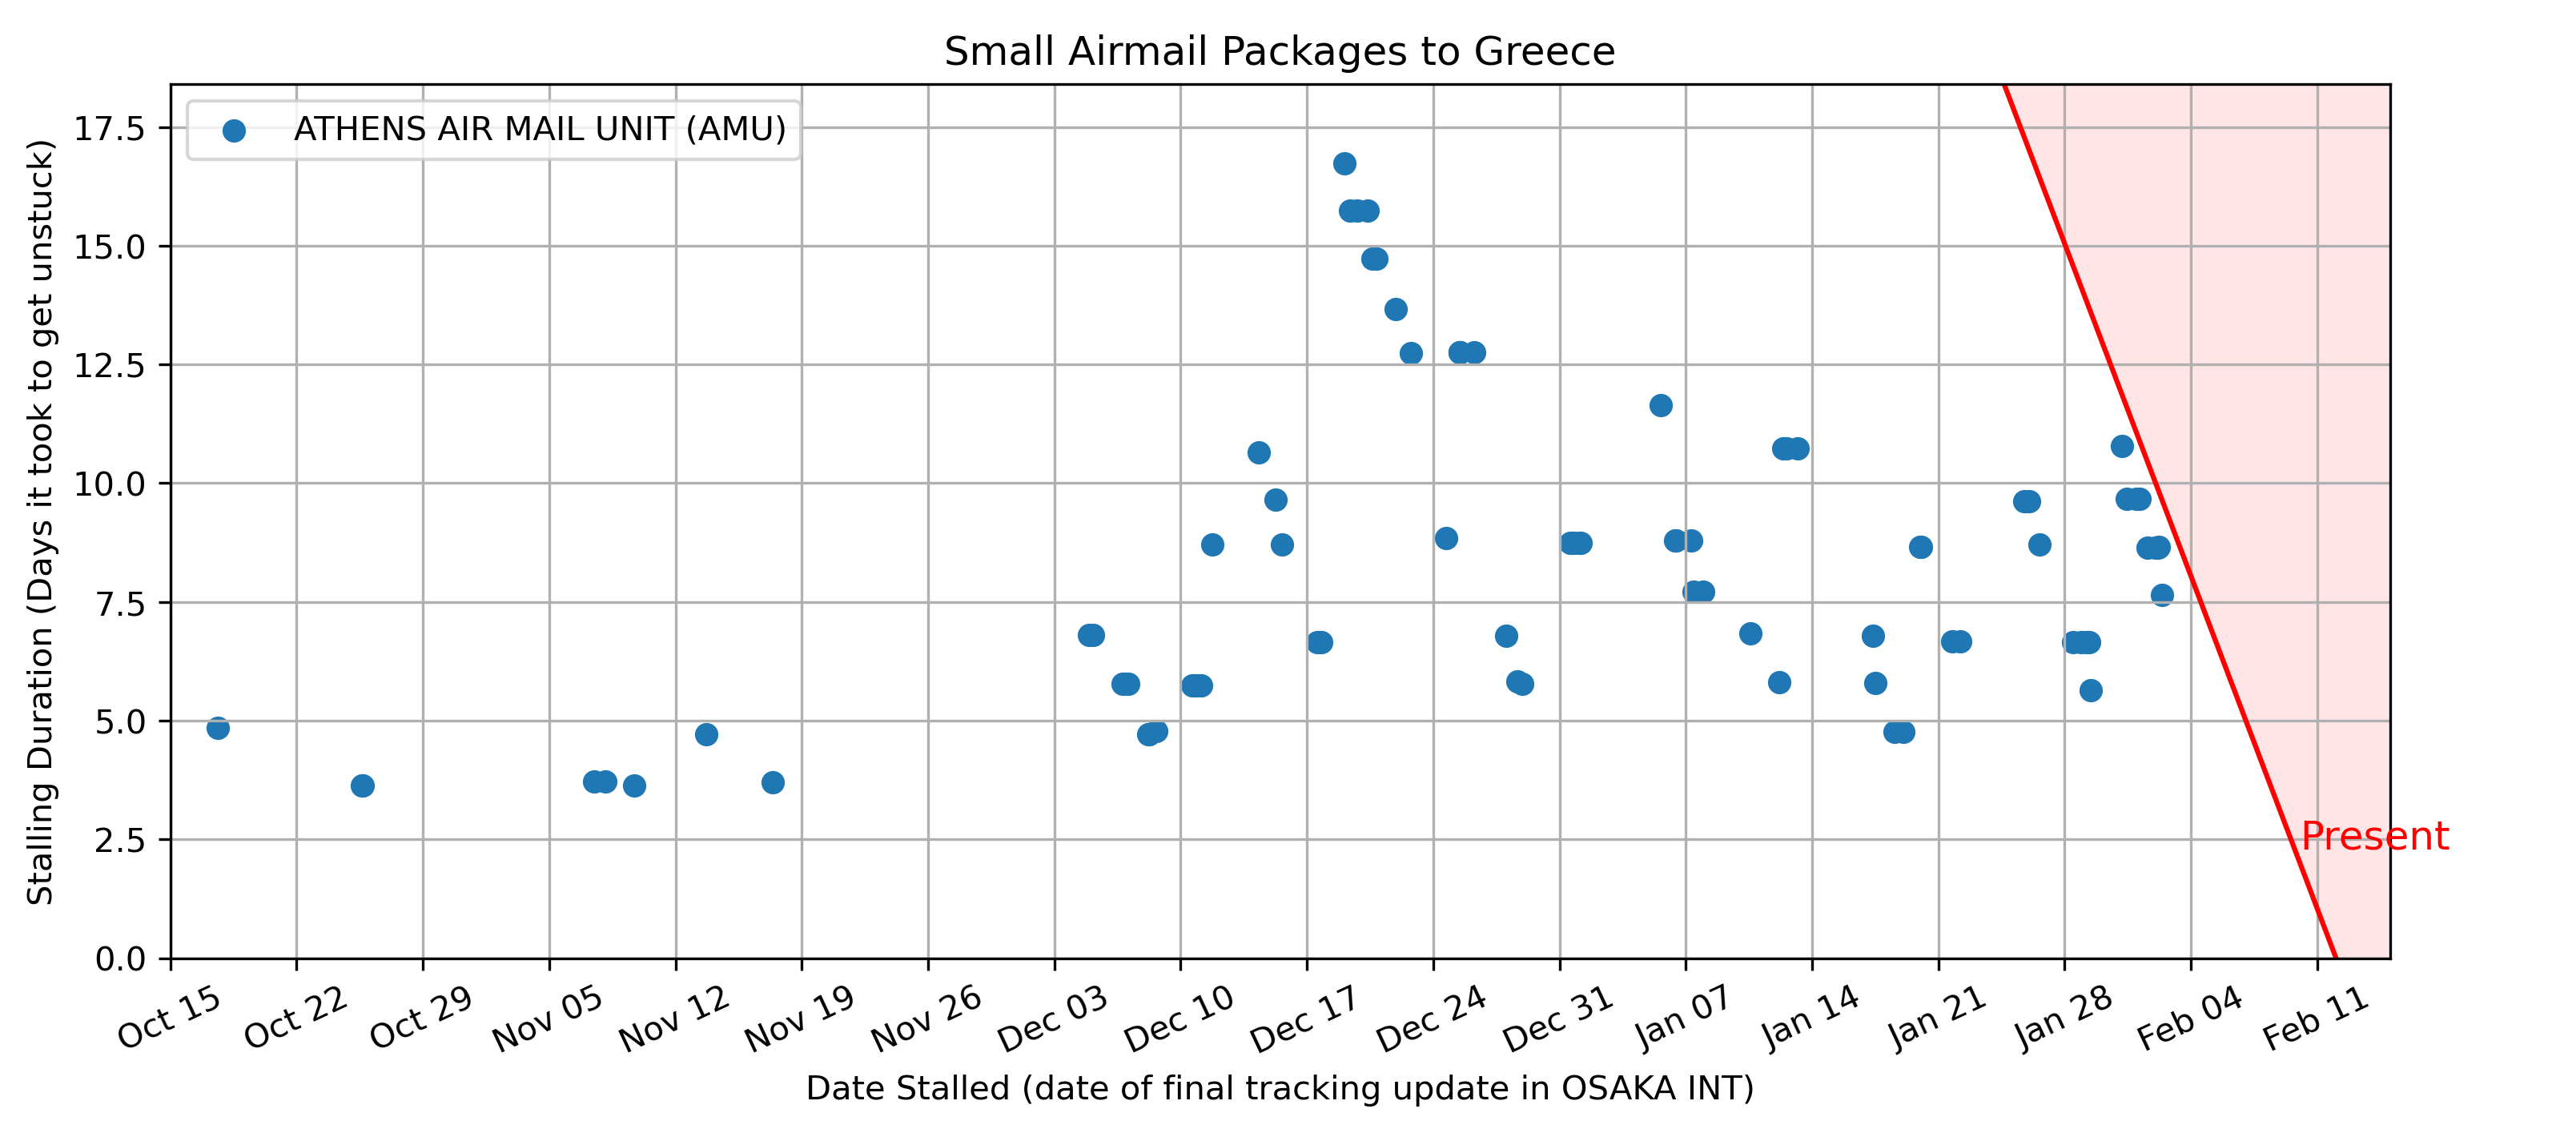 Small Airmail Packages to Greece
ATHENS AIR MAIL UNIT (AMU)
Stalling Duration (Days it took to get unstuck)
17.5
15.0
12.5
10.0
7.5
5.0
2.5
0.0
Present
Oct 15
Oct 22
Oct 29
Nov 05
Nov 12
Nov 19
Nov 26
Dec 03
Dec 10
Dec 17
Dec 24
Dec 31
Jan 07
Jan 14
Jan 21
Jan 28
Feb 04
Feb 11
Date Stalled (date of final tracking update in OSAKA INT)